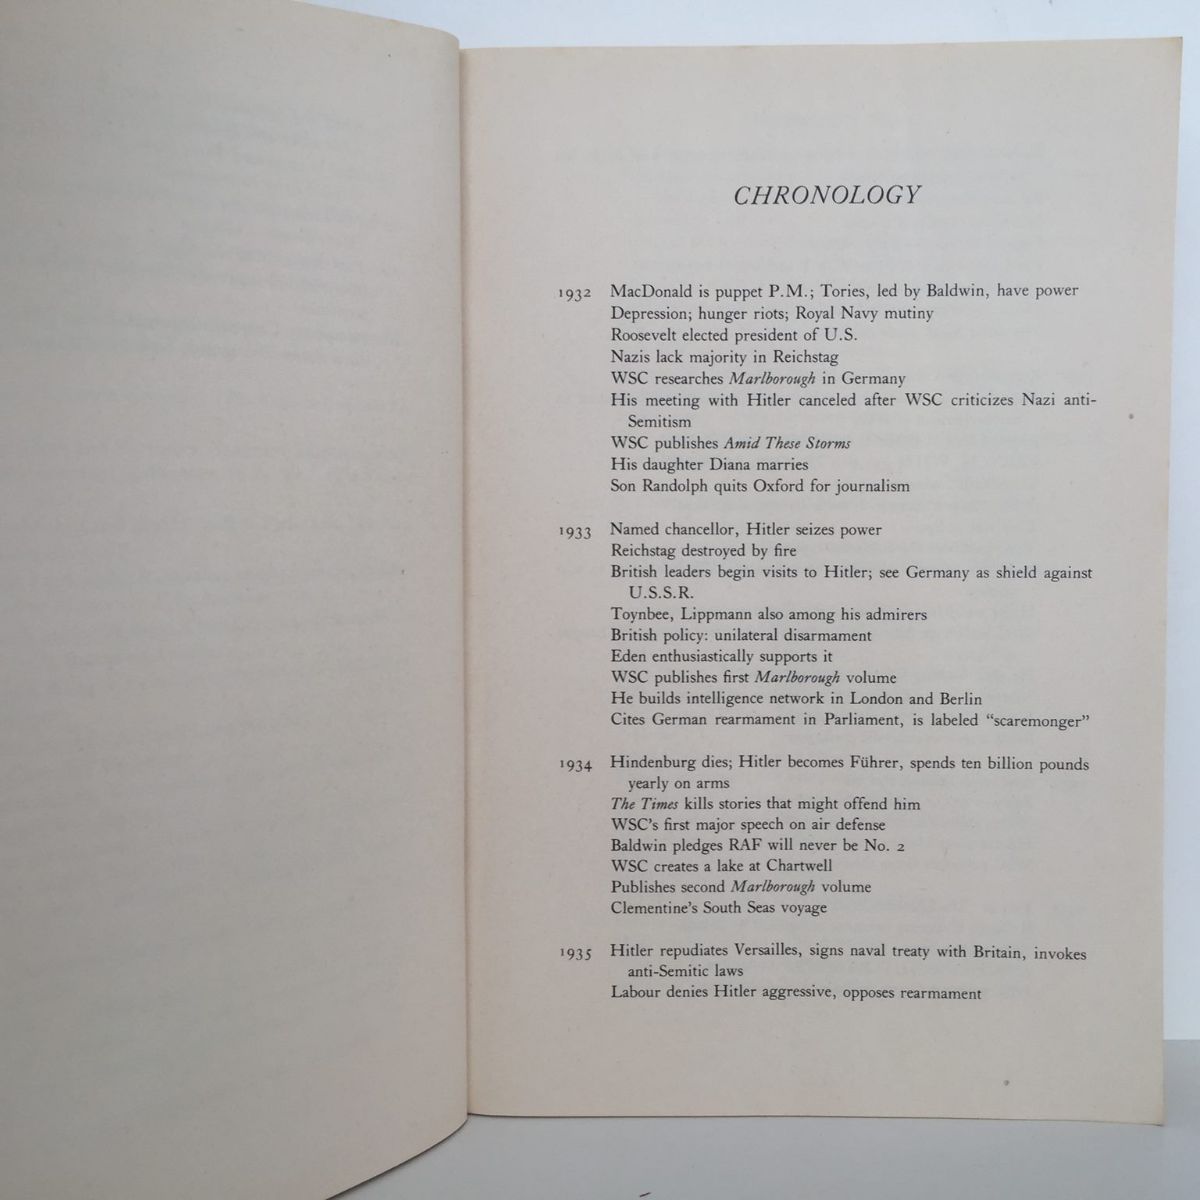 CHRONOLOGY
1932 MacDonald is puppet P.M.; Tories, led by Baldwin, have power
Depression; hunger riots; Royal Navy mutiny
Roosevelt elected president of U.S.
Nazis lack majority in Reichstag
WSC researches Marlborough in Germany
His meeting with Hitler canceled after WSC criticizes Nazi anti-
Semitism
WSC publishes Amid These Storms
His daughter Diana marries
Son Randolph quits Oxford for journalism
1933 Named chancellor, Hitler seizes power
Reichstag destroyed by fire
British leaders begin visits to Hitler; see Germany as shield against
U.S.S.R.
Toynbee, Lippmann also among his admirers
British policy: unilateral disarmament
Eden enthusiastically supports it
WSC publishes first Marlborough volume
He builds intelligence network in London and Berlin
Cites German rearmament in Parliament, is labeled “scaremonger”
1934 Hindenburg dies; Hitler becomes Führer, spends ten billion pounds
yearly on arms
The Times kills stories that might offend him
WSC’s first major speech on air defense
Baldwin pledges RAF will never be No. 2
WSC creates a lake at Chartwell
Publishes second Marlborough volume
Clementine’s South Seas voyage
1935 Hitler repudiates Versailles, signs naval treaty with Britain, invokes
anti-Semitic laws
Labour denies Hitler aggressive, opposes rearmament